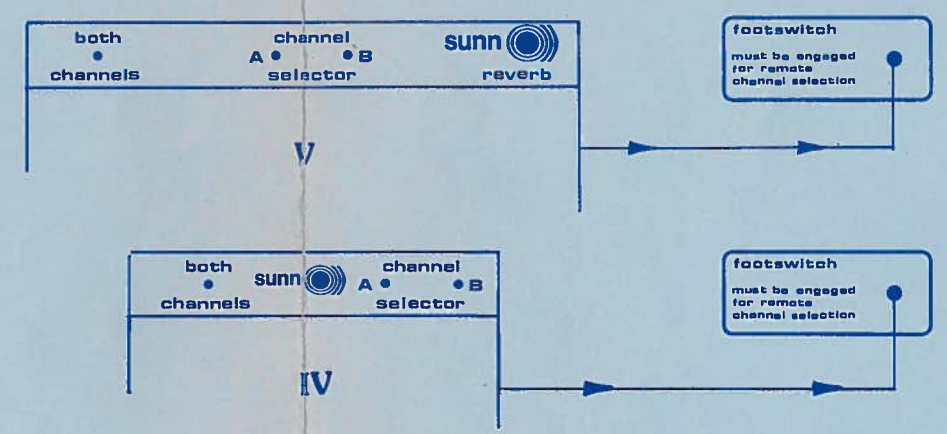 both
channels
channel
A B
selector
sunn
reverb
footswitch
must be engaged
for remote
channel selection
V
both
channels
sunn
channel
A B
selector
footswitch
must be engaged
for remote
channel selection
IV